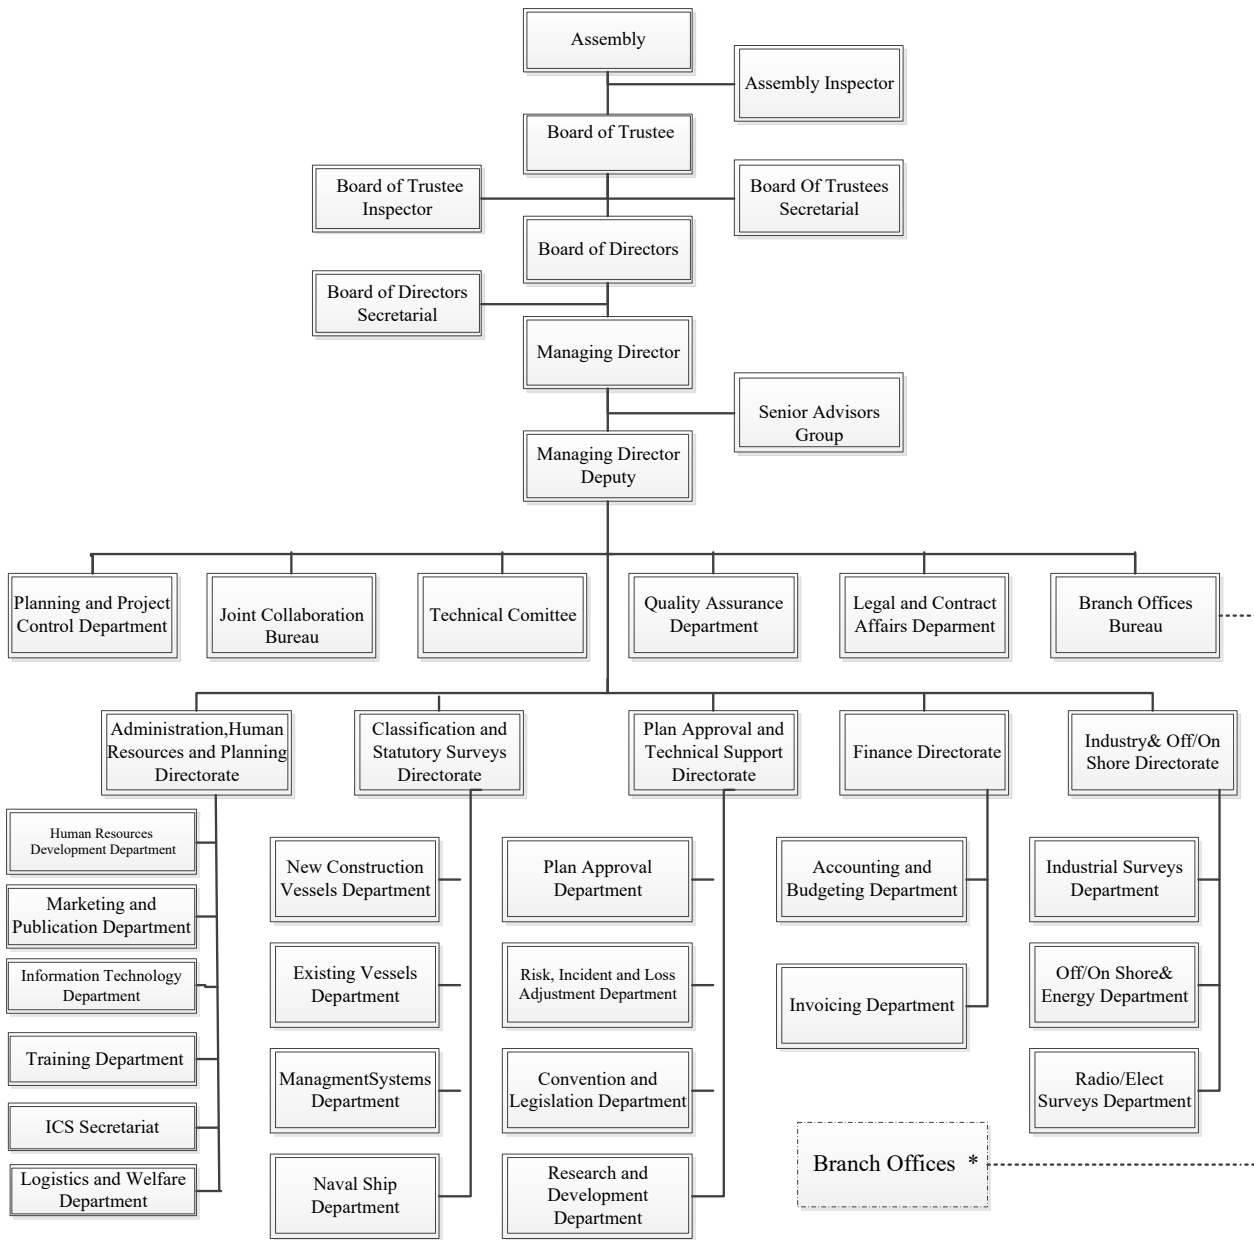 Assembly
Assembly Inspector
Board of Trustee
Board of Trustee
Inspector
Board Of Trustees
Secretarial
Board of Directors
Board of Directors
Secretarial
Managing Director
Senior Advisors
Group
Managing Director
Deputy
Planning and Project
Control Department
Joint Collaboration
Bureau
Technical Comittee
Quality Assurance
Department
Legal and Contract
Affairs Deparment
Branch Offices
Bureau
Administration,Human
Resources and Planning
Directorate
Classification and
Statutory Surveys
Directorate
Plan Approval and
Technical Support
Directorate
Finance Directorate
Industry& Off/On
Shore Directorate
Human Resources
Development Department
Marketing and
Publication Department
Information Technology
Department
Training Department
ICS Secretariat
Logistics and Welfare
Department
New Construction
Vessels Department
Existing Vessels
Department
ManagmentSystems
Department
Naval Ship
Department
Plan Approval
Department
Risk, Incident and Loss
Adjustment Department
Convention and
Legislation Department
Research and
Development
Department
Accounting and
Budgeting Department
Invoicing Department
Industrial Surveys
Department
Off/On Shore&
Energy Department
Radio/Elect
Surveys Department
Branch Offices *